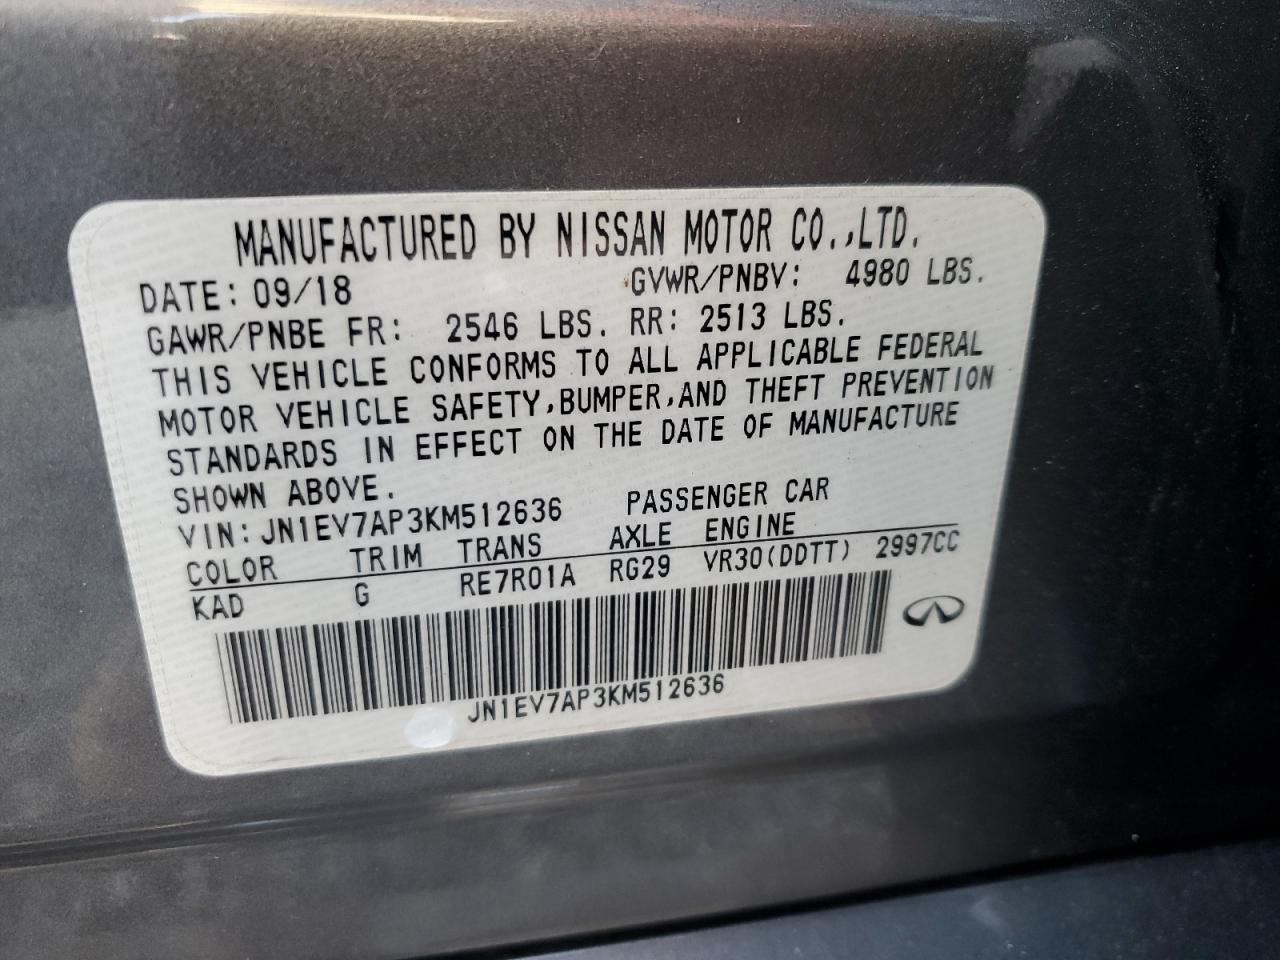 MANUFACTURED BY NISSAN MOTOR CO.,LTD.
DATE: 09/18 GVWR/PNBV: 4980 LBS.
GAWR/PNBE FR: 2546 LBS. RR: 2513 LBS.
THIS VEHICLE CONFORMS TO ALL APPLICABLE FEDERAL
MOTOR VEHICLE SAFETY,BUMPER,AND THEFT PREVENTION
STANDARDS IN EFFECT ON THE DATE OF MANUFACTURE
SHOWN ABOVE.
VIN: JN1EV7AP3KM512636 PASSENGER CAR
COLOR TRIM TRANS AXLE ENGINE
KAD G RE7R01A RG29 VR30(DDTT) 2997CC
JN1EV7AP3KM512636